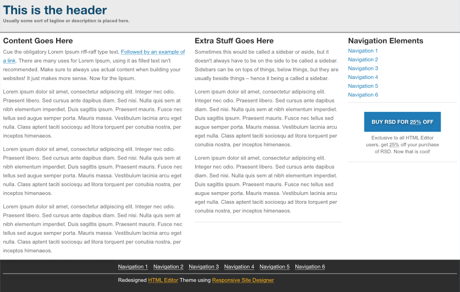 This is the header
Usually some sort of tagline or description is placed here.
Content Goes Here
Cue the obligatory Lorem ipsum riff-raff type text. Followed by an example of
a link. There are many uses for Lorem Ipsum, using it as filled text isn't
recommended. Make sure to always use actual content when building your
websites! It just makes more sense. Now for the lipsum.
Lorem ipsum dolor sit amet, consectetur adipiscing elit. Integer nec odio.
Praesent libero. Sed cursus ante dapibus diam. Sed nisi. Nulla quis sem at
nibh elementum imperdiet. Duis sagittis ipsum. Praesent mauris. Fusce nec
tellus sed augue semper porta. Mauris massa. Vestibulum lacinia arcu eget
nulla. Class aptent taciti sociosqu ad litora torquent per conubia nostra, per
inceptos himenaeos.
Lorem ipsum dolor sit amet, consectetur adipiscing elit. Integer nec odio.
Praesent libero. Sed cursus ante dapibus diam. Sed nisi. Nulla quis sem at
nibh elementum imperdiet. Duis sagittis ipsum. Praesent mauris. Fusce nec
tellus sed augue semper porta. Mauris massa. Vestibulum lacinia arcu eget
nulla. Class aptent taciti sociosqu ad litora torquent per conubia nostra, per
inceptos himenaeos.
Lorem ipsum dolor sit amet, consectetur adipiscing elit. Integer nec odio.
Praesent libero. Sed cursus ante dapibus diam. Sed nisi. Nulla quis sem at
nibh elementum imperdiet. Duis sagittis ipsum. Praesent mauris. Fusce nec
tellus sed augue semper porta. Mauris massa. Vestibulum lacinia arcu eget
nulla. Class aptent taciti sociosqu ad litora torquent per conubia nostra, per
inceptos himenaeos.
Extra Stuff Goes Here
Sometimes this would be called a sidebar or aside, but it
doesn't always have to be on the side to be called a sidebar.
Sidebars can be on tops of things, below things, but they are
usually beside things – hence it being a called a sidebar.
Lorem ipsum dolor sit amet, consectetur adipiscing elit.
Integer nec odio. Praesent libero. Sed cursus ante dapibus
diam. Sed nisi. Nulla quis sem at nibh elementum imperdiet.
Duis sagittis ipsum. Praesent mauris. Fusce nec tellus sed
augue semper porta. Mauris massa. Vestibulum lacinia arcu
eget nulla. Class aptent taciti sociosqu ad litora torquent per
conubia nostra, per inceptos himenaeos.
Lorem ipsum dolor sit amet, consectetur adipiscing elit.
Integer nec odio. Praesent libero. Sed cursus ante dapibus
diam. Sed nisi. Nulla quis sem at nibh elementum imperdiet.
Duis sagittis ipsum. Praesent mauris. Fusce nec tellus sed
augue semper porta. Mauris massa. Vestibulum lacinia arcu
eget nulla. Class aptent taciti sociosqu ad litora torquent per
conubia nostra, per inceptos himenaeos.
Navigation Elements
Navigation 1
Navigation 2
Navigation 3
Navigation 4
Navigation 5
Navigation 6
BUY RSD FOR 25% OFF
Exclusive to all HTML Editor
users, get 25% off your purchase
of RSD. Now that is cool!
Navigation 1 Navigation 2 Navigation 3 Navigation 4 Navigation 5 Navigation 6
Redesigned HTML Editor Theme using Responsive Site Designer